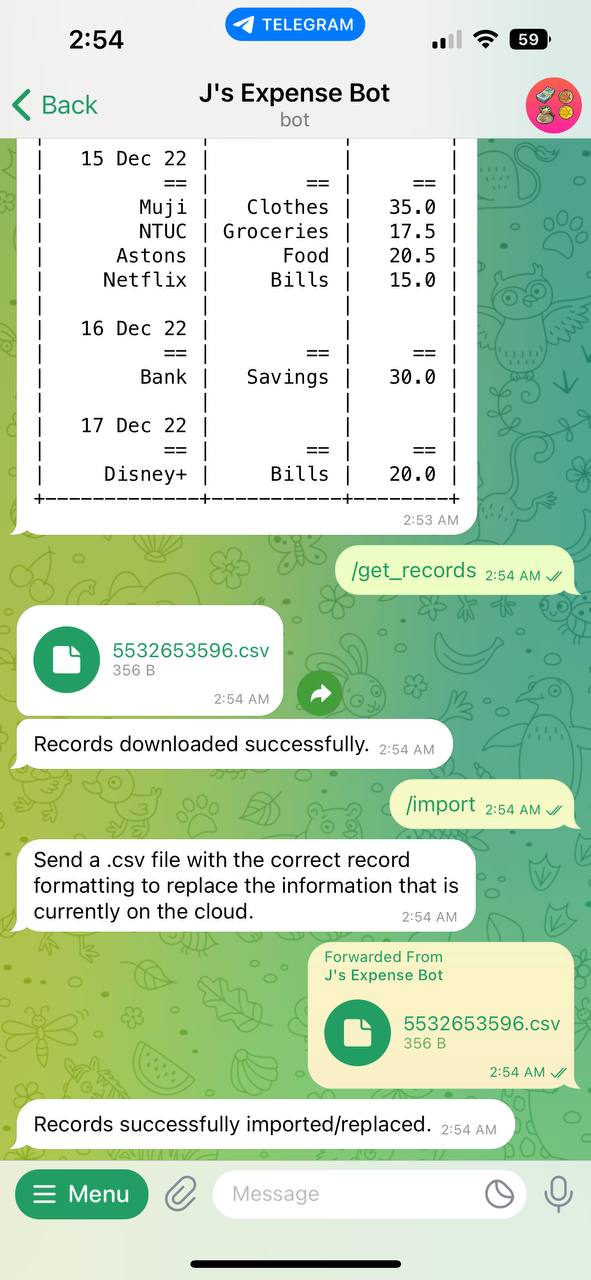 2:54
TELEGRAM
59
Back
J's Expense Bot
bot
| 15 Dec 22 | | |
| == | == | == |
| Muji | Clothes | 35.0 |
| NTUC | Groceries | 17.5 |
| Astons | Food | 20.5 |
| Netflix | Bills | 15.0 |
| 16 Dec 22 | | |
| == | == | == |
| Bank | Savings | 30.0 |
| 17 Dec 22 | | |
| == | == | == |
| Disney+ | Bills | 20.0 |
+--------------+-----------+--------+
2:53 AM
/get_records 2:54 AM
5532653596.csv
356 B
2:54 AM
Records downloaded successfully. 2:54 AM
/import 2:54 AM
Send a .csv file with the correct record
formatting to replace the information that is
currently on the cloud. 2:54 AM
Forwarded From
J's Expense Bot
5532653596.csv
356 B
2:54 AM
Records successfully imported/replaced. 2:54 AM
Menu
Message